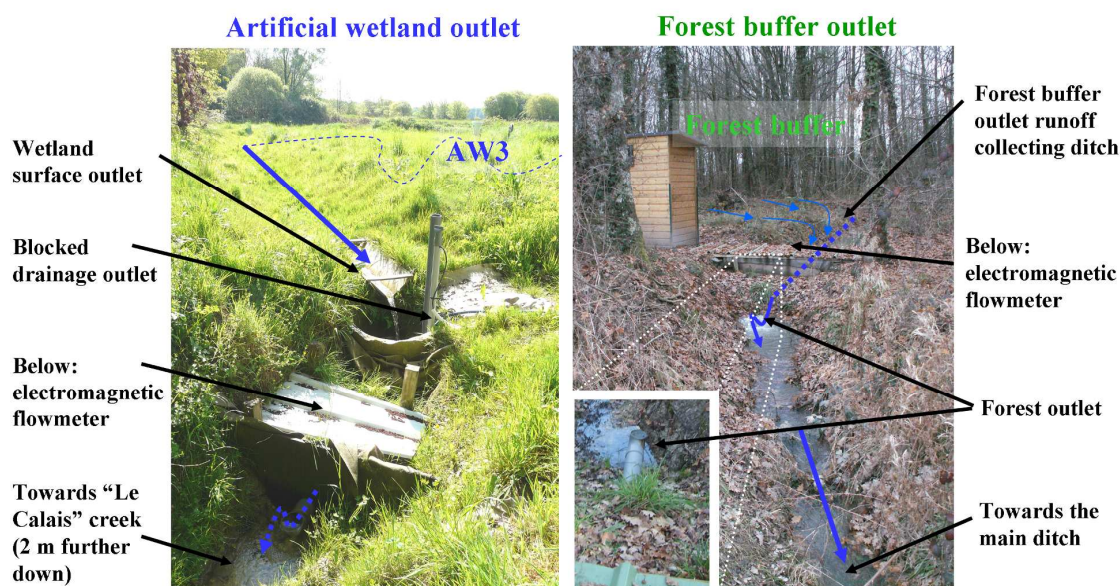 Artificial wetland outlet
Wetland
surface outlet
Blocked
drainage outlet
Below:
electromagnetic
flowmeter
Towards “Le
Calais” creek
(2 m further
down)
AW3
Forest buffer outlet
Forest buffer
Forest buffer
outlet runoff
collecting ditch
Below:
electromagnetic
flowmeter
Forest outlet
Towards the
main ditch